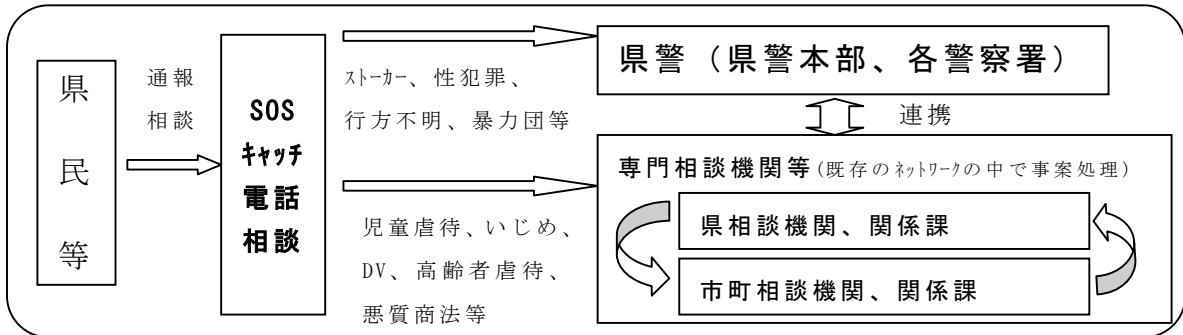 県民等
通報
相談
SOS
ｷｬｯﾁ
電話
相談
ｽﾄｰｶｰ、性犯罪、
行方不明、暴力団等
県警（県警本部、各警察署）
連携
児童虐待、いじめ、
DV、高齢者虐待、
悪質商法等
専門相談機関等(既存のﾈｯﾄﾜｰｸの中で事案処理)
県相談機関、関係課
市町相談機関、関係課